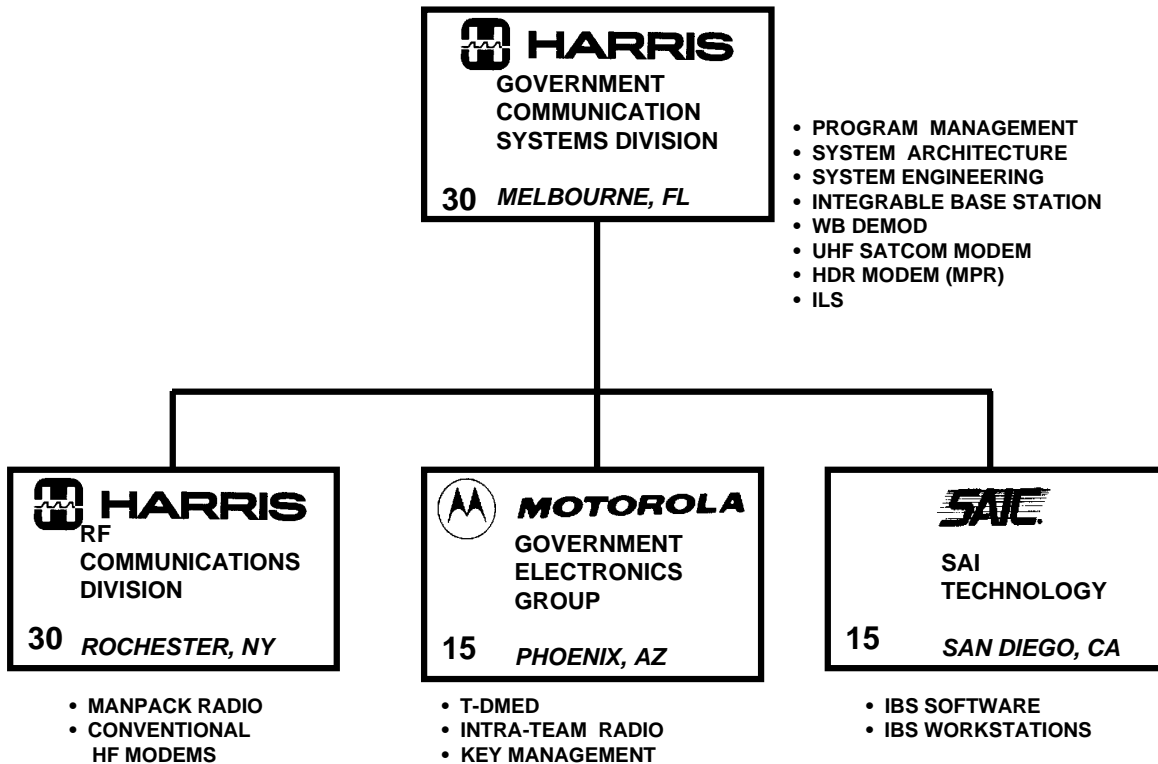 HARRIS
GOVERNMENT
COMMUNICATION
SYSTEMS DIVISION
30 MELBOURNE, FL
• PROGRAM MANAGEMENT
• SYSTEM ARCHITECTURE
• SYSTEM ENGINEERING
• INTEGRABLE BASE STATION
• WB DEMOD
• UHF SATCOM MODEM
• HDR MODEM (MPR)
• ILS
HARRIS
RF
COMMUNICATIONS
DIVISION
30 ROCHESTER, NY
• MANPACK RADIO
• CONVENTIONAL
HF MODEMS
MOTOROLA
GOVERNMENT
ELECTRONICS
GROUP
15 PHOENIX, AZ
• T-DMED
• INTRA-TEAM RADIO
• KEY MANAGEMENT
SAIC.
SAI
TECHNOLOGY
15 SAN DIEGO, CA
• IBS SOFTWARE
• IBS WORKSTATIONS